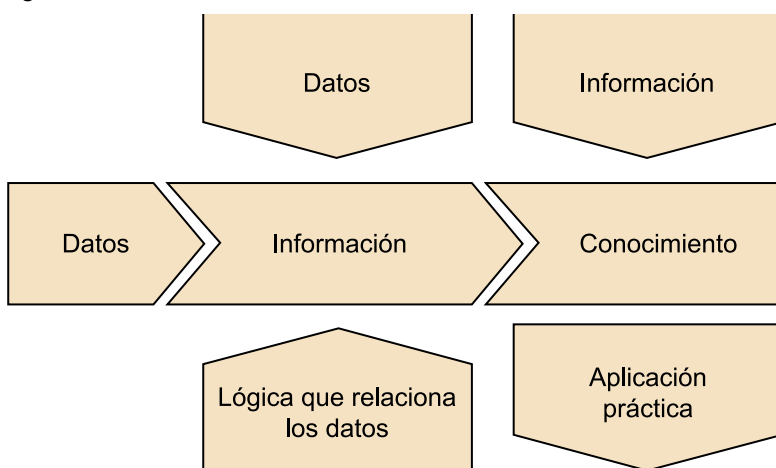 Datos
Información
Datos
Información
Conocimiento
Lógica que relaciona
los datos
Aplicación
práctica